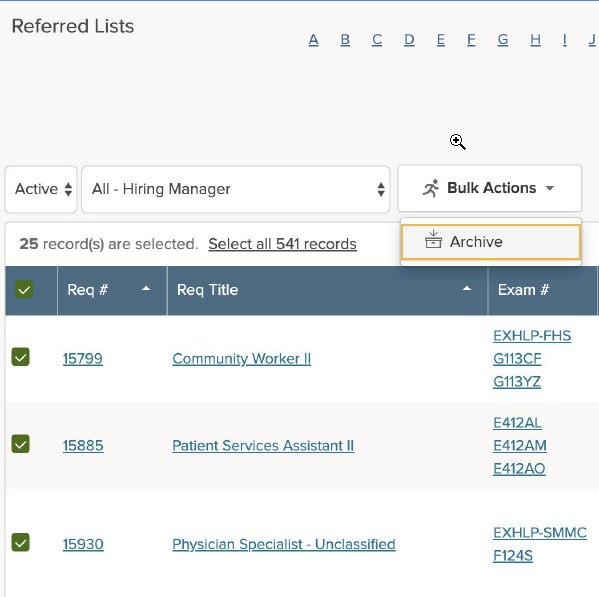 Referred Lists
A B C D E F G H I J
Active All - Hiring Manager Bulk Actions
25 record(s) are selected. Select all 541 records
Archive
Req # Req Title Exam #
EXHLP-FHS
15799 Community Worker II G113CF
G113YZ
E412AL
15885 Patient Services Assistant II E412AM
E412AO
EXHLP-SMMC
15930 Physician Specialist - Unclassified
F124S